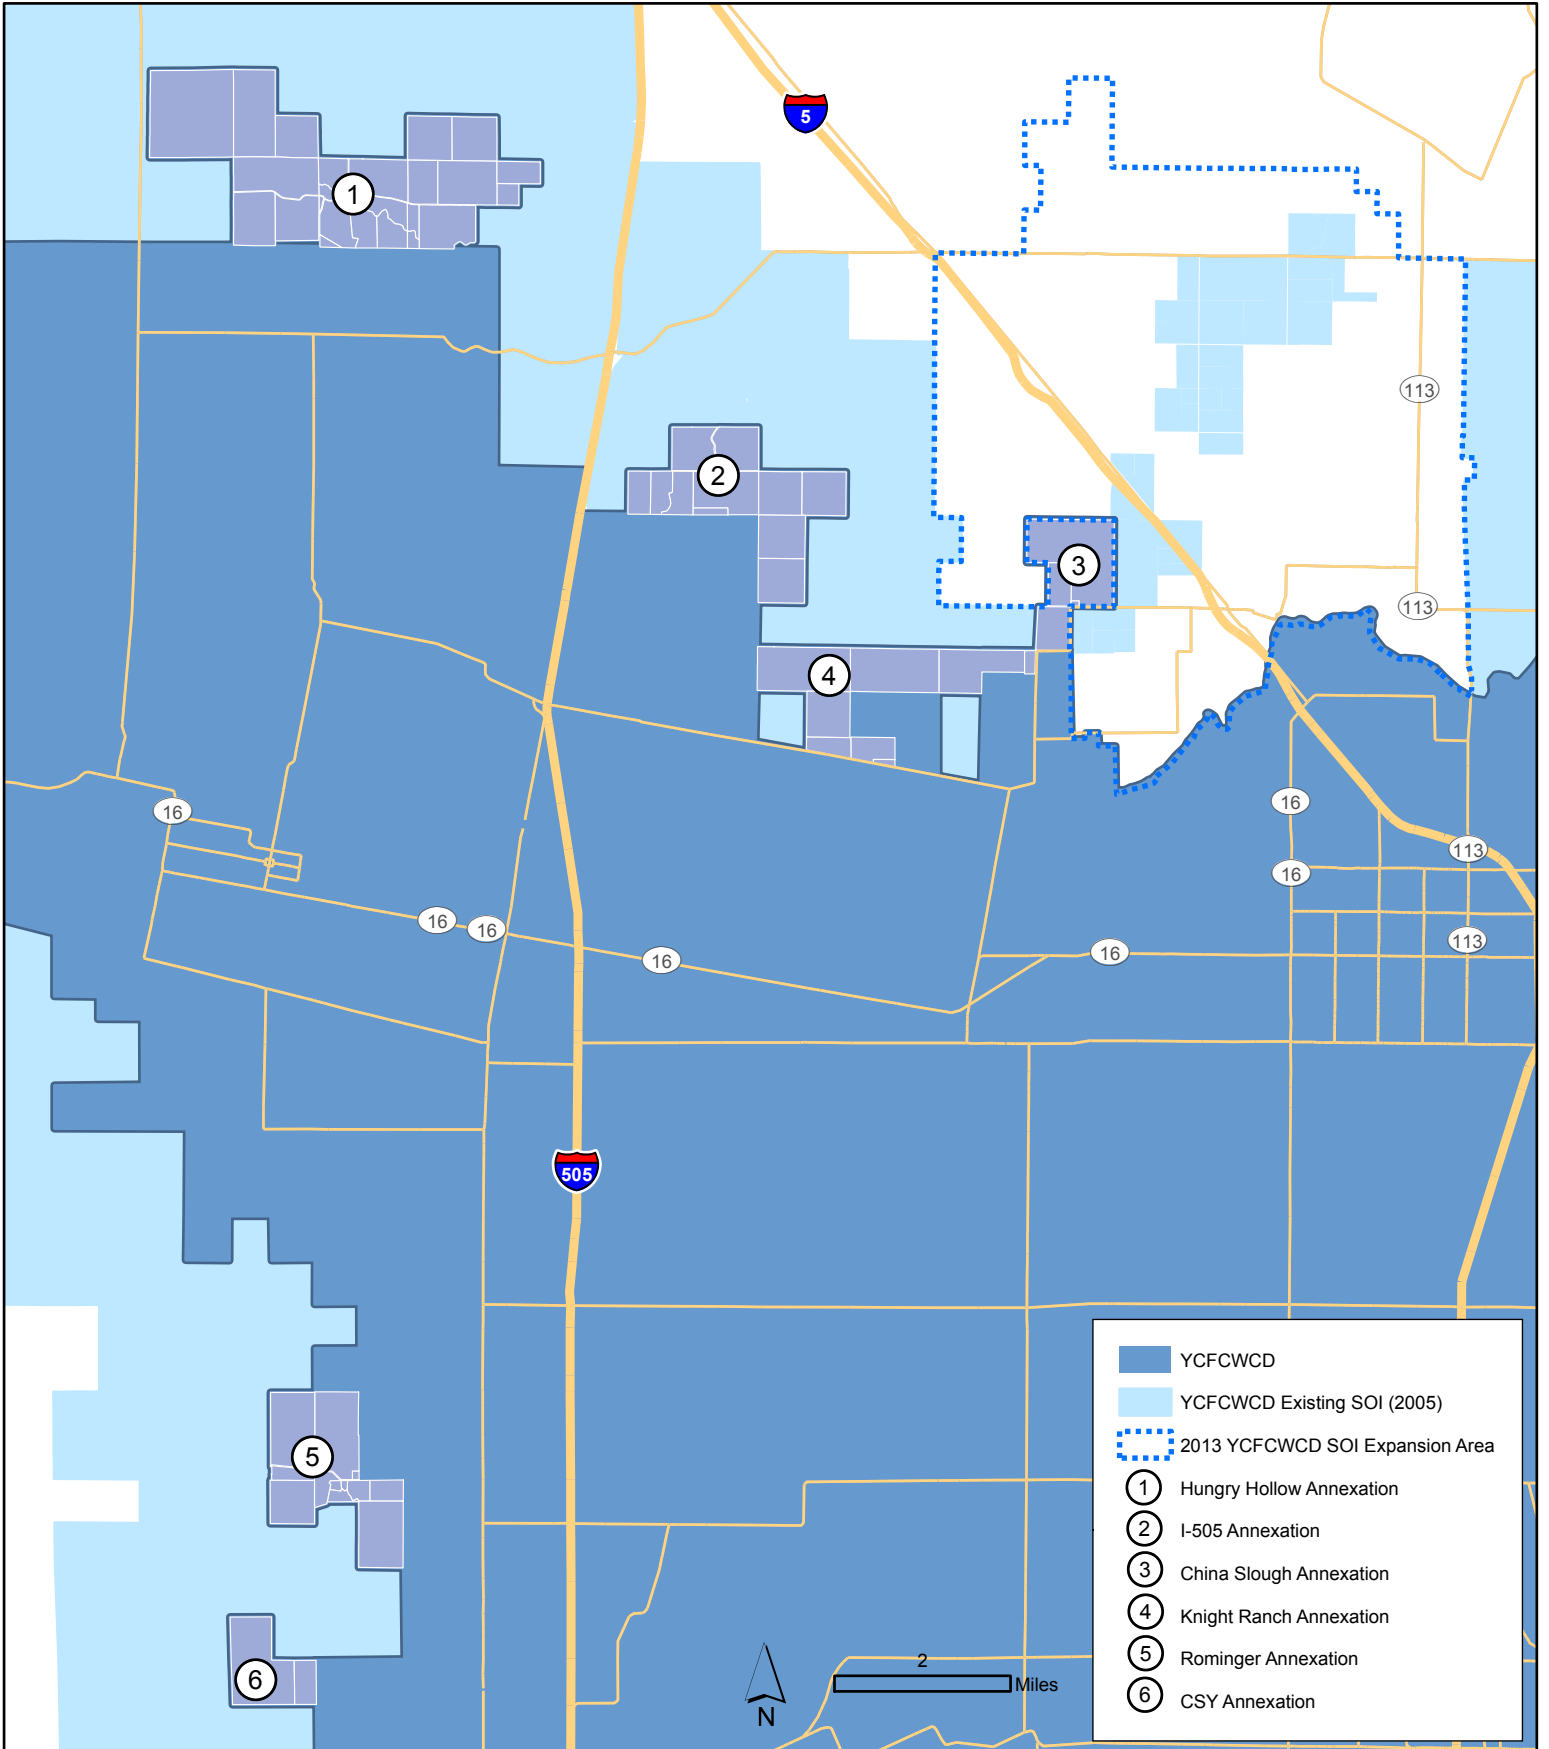 5
1
113
2
3
113
4
16
16
113
16
16
16
113
16
16
505
YCFCWCD
YCFCWCD Existing SOI (2005)
2013 YCFCWCD SOI Expansion Area
1 Hungry Hollow Annexation
2 I-505 Annexation
3 China Slough Annexation
4 Knight Ranch Annexation
5 Rominger Annexation
6 CSY Annexation
5
6
2
Miles
N